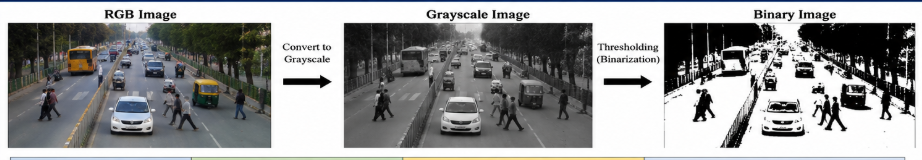 RGB Image
Grayscale Image
Binary Image
Convert to
Grayscale
Thresholding
(Binarization)